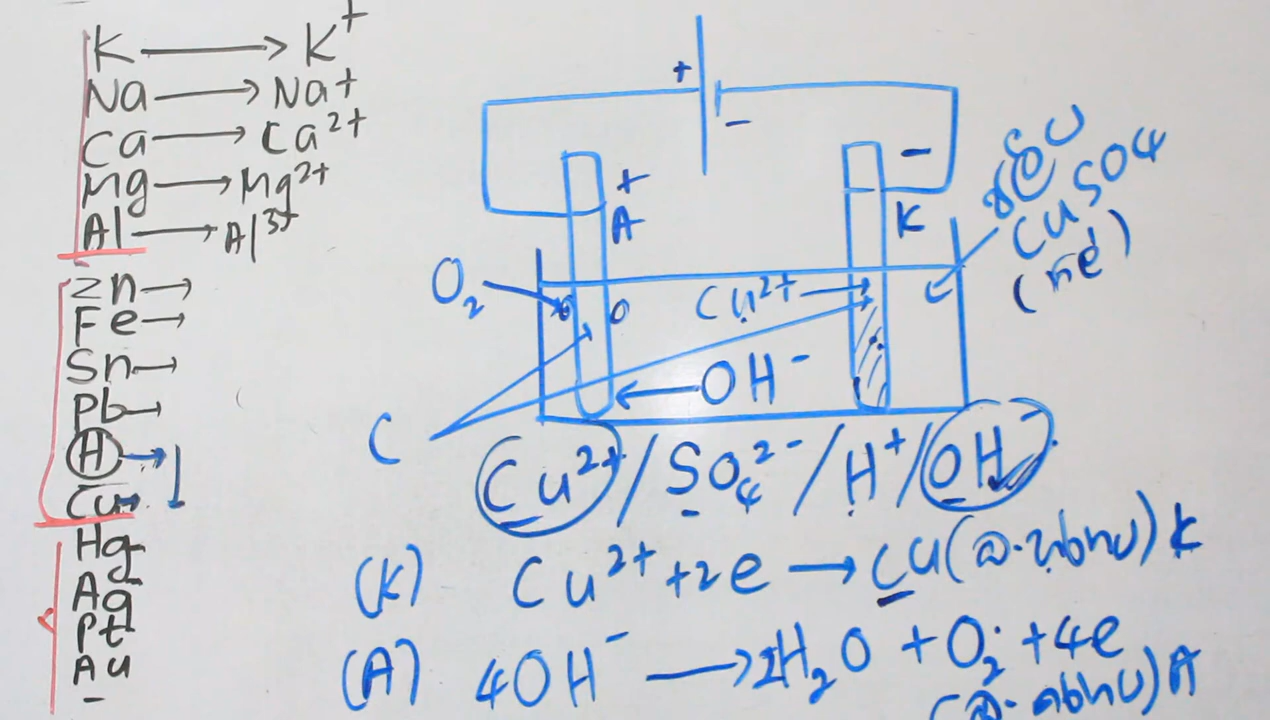 K → K+
Na → Na+
Ca → Ca²⁺
Mg → Mg²⁺
Al → Al³⁺
Zn →
Fe →
Sn →
Pb →
H →
Cu →
Hg
Ag
Pt
Au
+
-
+
A
-
K
CuSO4
O₂
Cu²⁺ →
← OH⁻
C
Cu²⁺ / SO₄²⁻ / H⁺ / OH⁻
(K) Cu²⁺ + 2e → Cu K
(A) 4OH⁻ → 2H₂O + O₂ + 4e
A